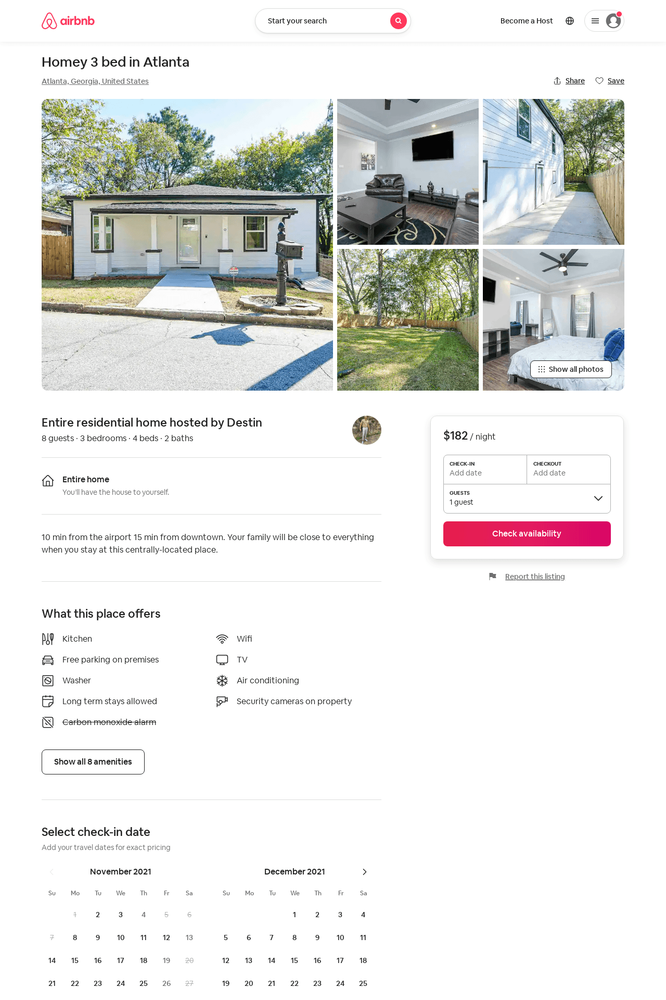 airbnb
Start your search
Become a Host
Homey 3 bed in Atlanta
Atlanta, Georgia, United States
Share
Save
Show all photos
Entire residential home hosted by Destin
8 guests · 3 bedrooms · 4 beds · 2 baths
Entire home
You'll have the house to yourself.
10 min from the airport 15 min from downtown. Your family will be close to everything
when you stay at this centrally-located place.
$182 / night
CHECK-IN
Add date
CHECKOUT
Add date
GUESTS
1 guest
Check availability
Report this listing
What this place offers
Kitchen
Wifi
Free parking on premises
TV
Washer
Air conditioning
Long term stays allowed
Security cameras on property
Carbon monoxide alarm
Show all 8 amenities
Select check-in date
Add your travel dates for exact pricing
November 2021
Su Mo Tu We Th Fr Sa
1 2 3 4 5 6
7 8 9 10 11 12 13
14 15 16 17 18 19 20
21 22 23 24 25 26 27
December 2021
Su Mo Tu We Th Fr Sa
1 2 3 4
5 6 7 8 9 10 11
12 13 14 15 16 17 18
19 20 21 22 23 24 25